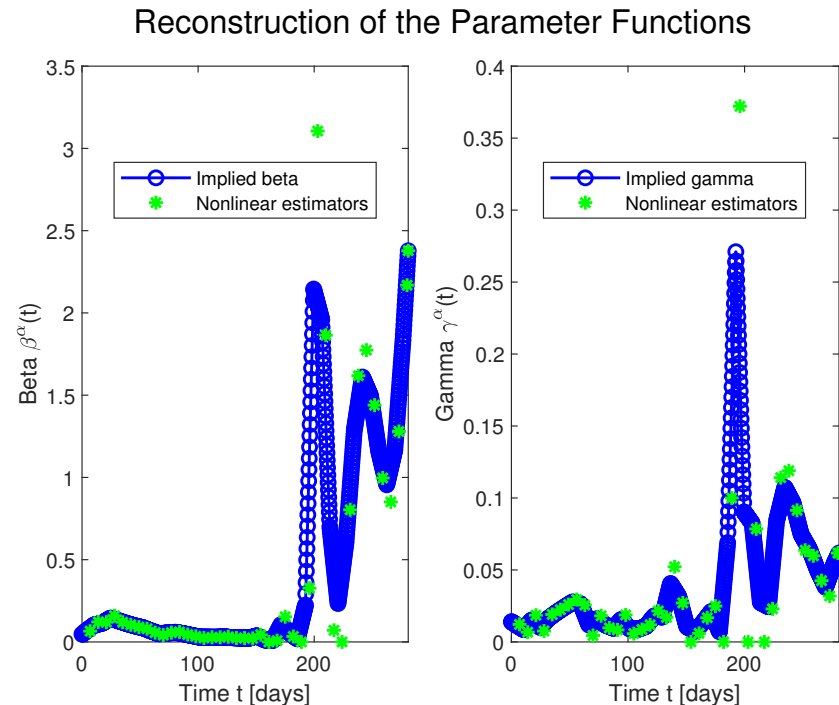 Reconstruction of the Parameter Functions
3.5
3
2.5
2
1.5
1
0.5
0
Beta β^α(t)
Implied beta
Nonlinear estimators
0 100 200
Time t [days]
0.4
0.35
0.3
0.25
0.2
0.15
0.1
0.05
0
Gamma γ^α(t)
Implied gamma
Nonlinear estimators
0 100 200
Time t [days]